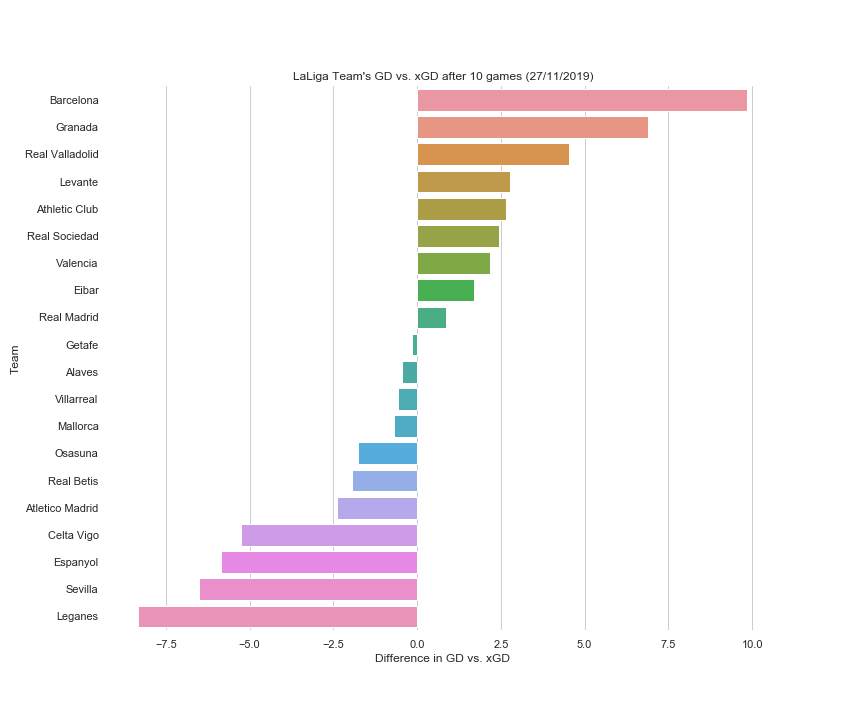 LaLiga Team's GD vs. xGD after 10 games (27/11/2019)
Barcelona
Granada
Real Valladolid
Levante
Athletic Club
Real Sociedad
Valencia
Eibar
Real Madrid
Getafe
Alaves
Villarreal
Mallorca
Osasuna
Real Betis
Atletico Madrid
Celta Vigo
Espanyol
Sevilla
Leganes
Team
−7.5 −5.0 −2.5 0.0 2.5 5.0 7.5 10.0
Difference in GD vs. xGD